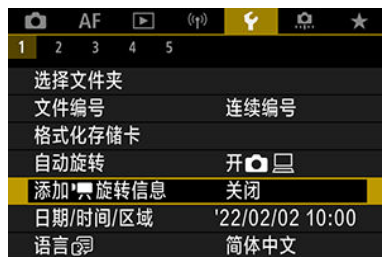 AF
1 2 3 4 5
选择文件夹
文件编号 连续编号
格式化存储卡
自动旋转 开
添加旋转信息 关闭
日期/时间/区域 '22/02/02 10:00
语言 简体中文